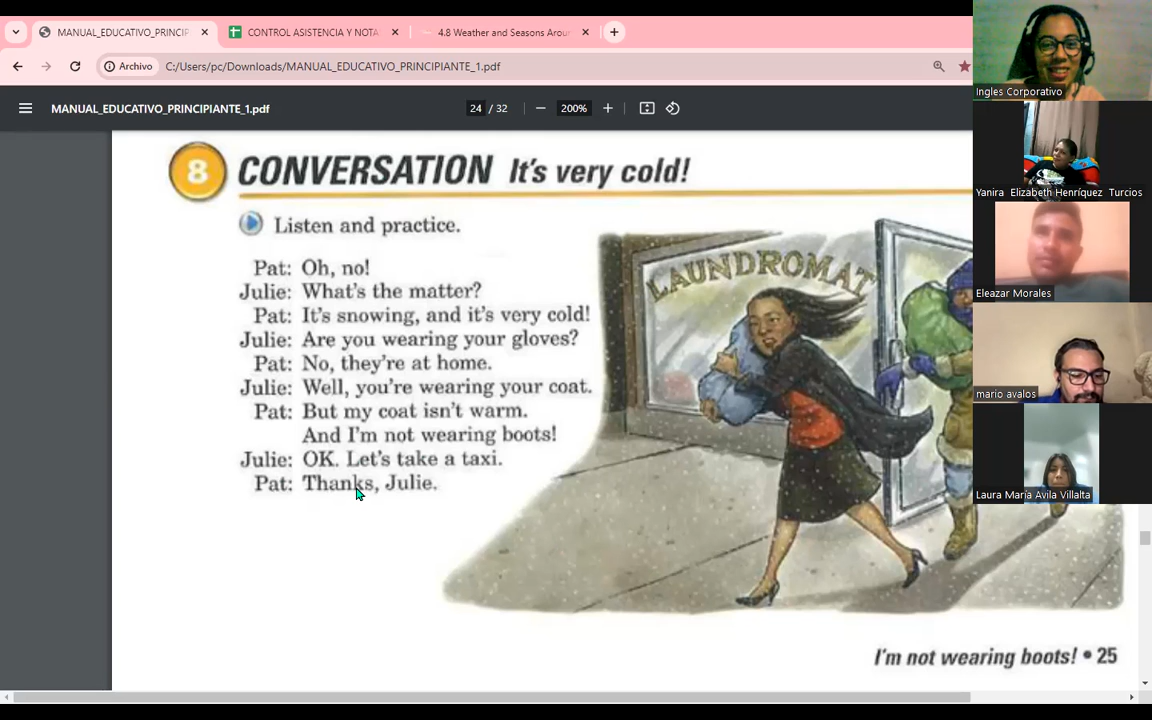 MANUAL_EDUCATIVO_PRINCIP
CONTROL ASISTENCIA Y NOTA
4.8 Weather and Seasons Arou
Archivo
C:/Users/pc/Downloads/MANUAL_EDUCATIVO_PRINCIPIANTE_1.pdf
MANUAL_EDUCATIVO_PRINCIPIANTE_1.pdf
24 / 32
200%
8 CONVERSATION It's very cold!
Listen and practice.
Pat: Oh, no!
Julie: What's the matter?
Pat: It's snowing, and it's very cold!
Julie: Are you wearing your gloves?
Pat: No, they're at home.
Julie: Well, you're wearing your coat.
Pat: But my coat isn't warm.
And I'm not wearing boots!
Julie: OK. Let's take a taxi.
Pat: Thanks, Julie.
LAUNDROMAT
I'm not wearing boots! • 25
Ingles Corporativo
Yanira Elizabeth Henríquez Turcios
Eleazar Morales
mario avalos
Laura María Avila Villalta